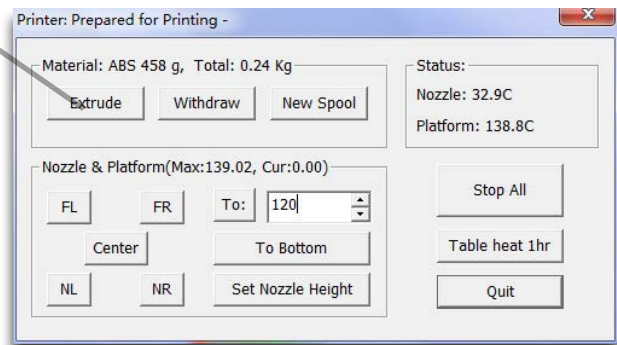 Printer: Prepared for Printing -
Material: ABS 458 g, Total: 0.24 Kg
Extrude Withdraw New Spool
Status:
Nozzle: 32.9C
Platform: 138.8C
Nozzle & Platform(Max:139.02, Cur:0.00)
FL FR To: 120
Center To Bottom
NL NR Set Nozzle Height
Stop All
Table heat 1hr
Quit